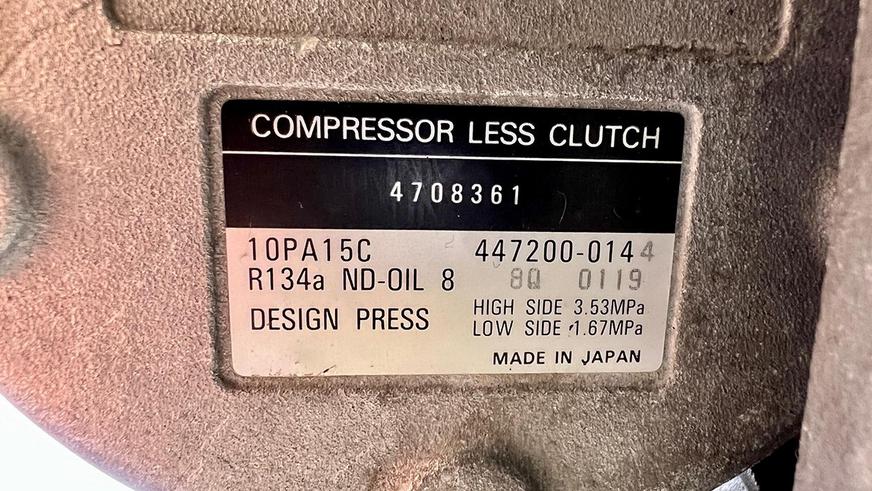 COMPRESSOR LESS CLUTCH
4708361
10PA15C 447200-0144
R134a ND-OIL 8 8Q 0119
DESIGN PRESS HIGH SIDE 3.53MPa
LOW SIDE 1.67MPa
MADE IN JAPAN